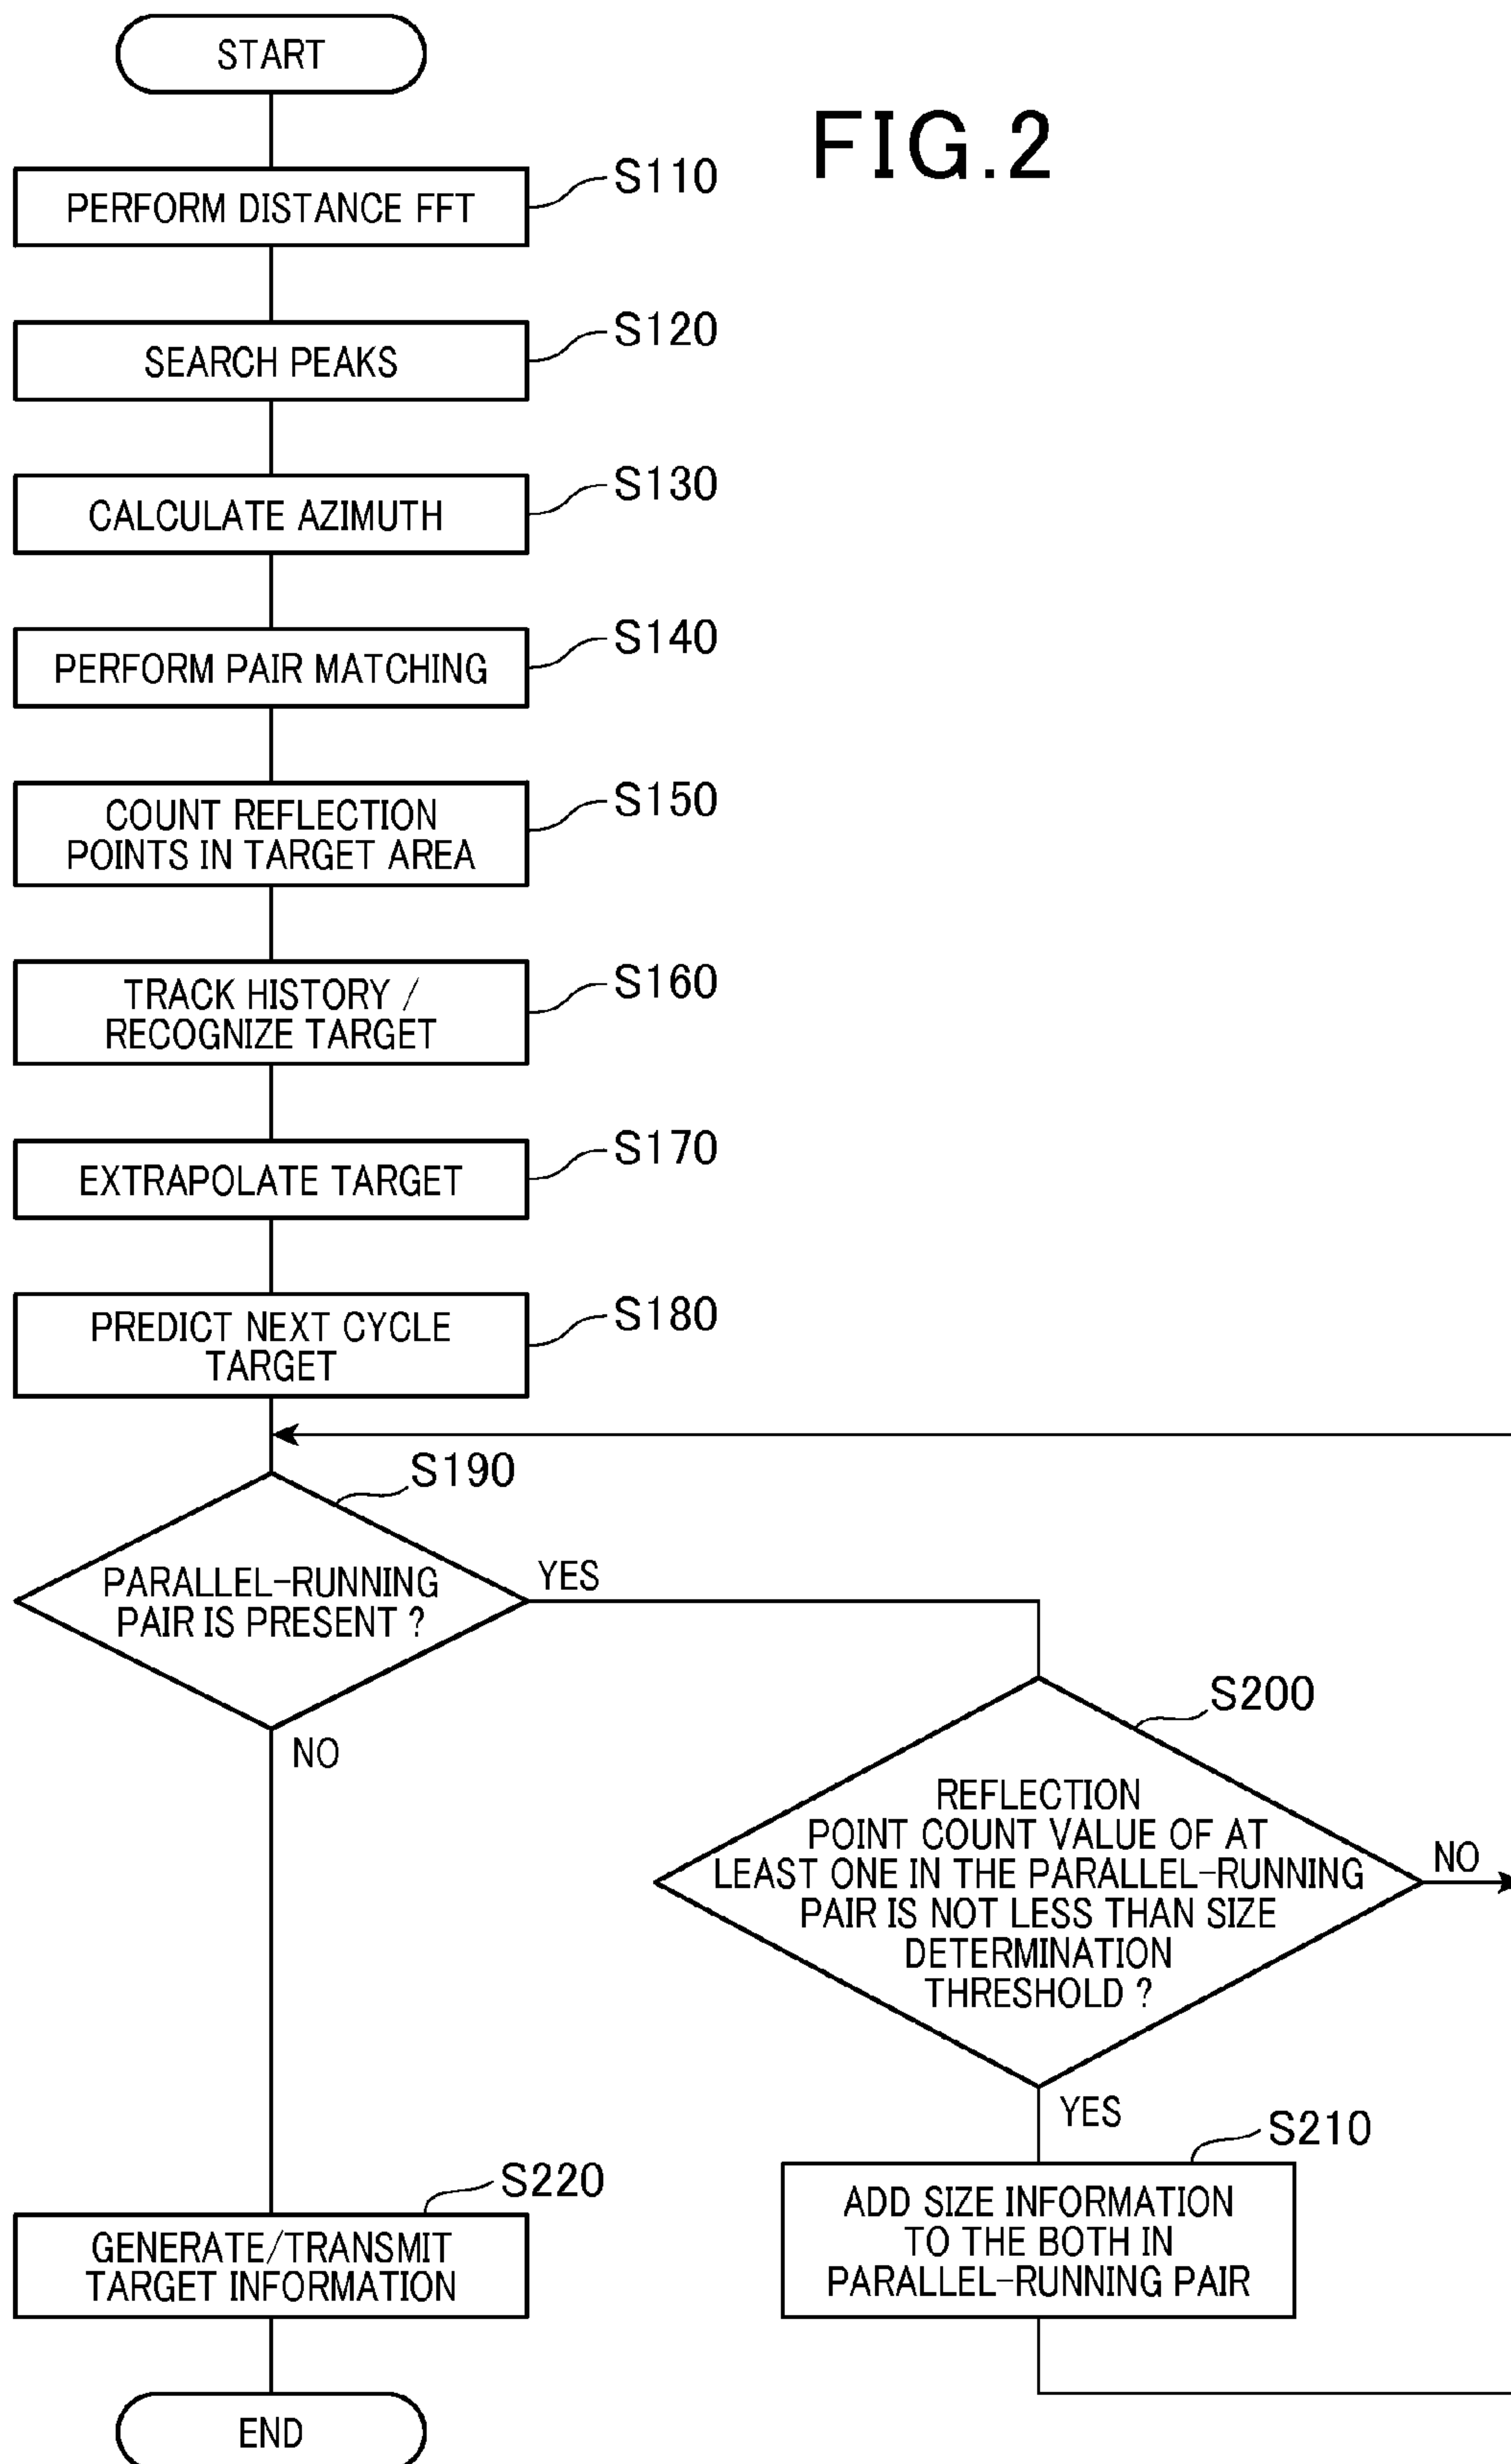 START
FIG.2
S110
PERFORM DISTANCE FFT
S120
SEARCH PEAKS
S130
CALCULATE AZIMUTH
S140
PERFORM PAIR MATCHING
S150
COUNT REFLECTION
POINTS IN TARGET AREA
S160
TRACK HISTORY /
RECOGNIZE TARGET
S170
EXTRAPOLATE TARGET
S180
PREDICT NEXT CYCLE
TARGET
S190
PARALLEL-RUNNING
PAIR IS PRESENT ?
YES
NO
S200
REFLECTION
POINT COUNT VALUE OF AT
LEAST ONE IN THE PARALLEL-RUNNING
PAIR IS NOT LESS THAN SIZE
DETERMINATION
THRESHOLD ?
NO
YES
S210
ADD SIZE INFORMATION
TO THE BOTH IN
PARALLEL-RUNNING PAIR
S220
GENERATE/TRANSMIT
TARGET INFORMATION
END